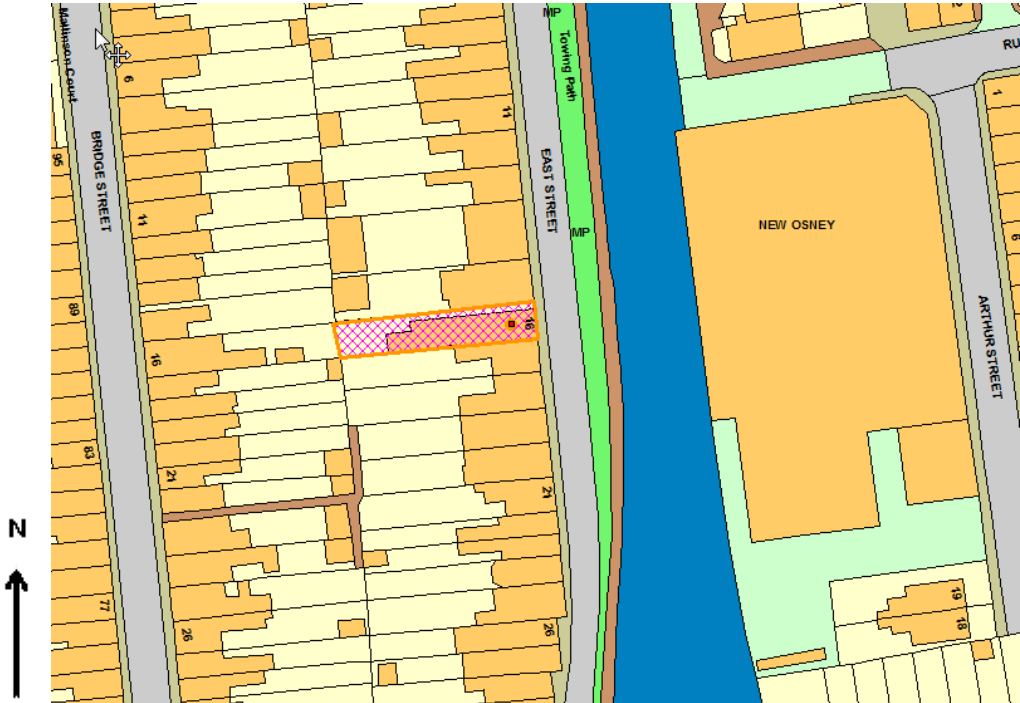 Mallinson Court
6
MP
Towing Path
2
RU
1
11
95
BRIDGE STREET
11
EAST STREET
MP
NEW OSNEY
6
89
16
16
ARTHUR STREET
83
21
21
N
77
26
26
19
18